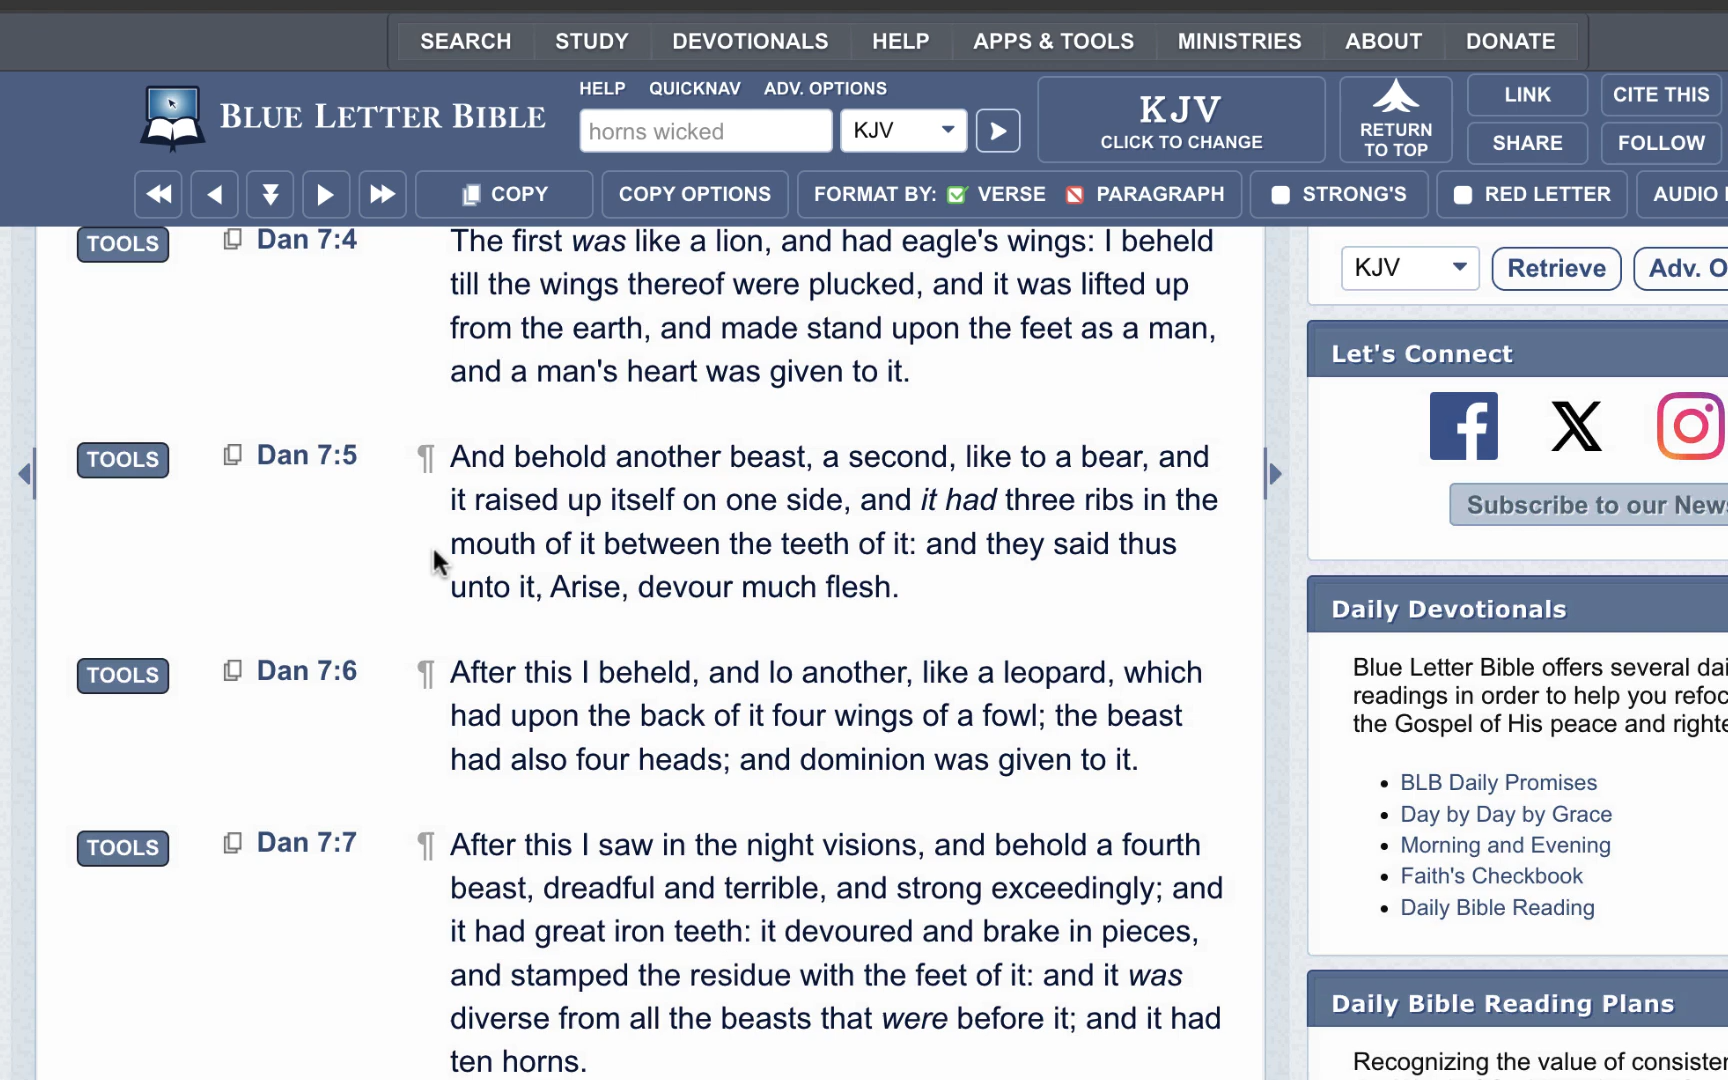 SEARCH STUDY DEVOTIONALS HELP APPS & TOOLS MINISTRIES ABOUT DONATE
BLUE LETTER BIBLE
HELP QUICKNAV ADV. OPTIONS
horns wicked KJV
KJV
CLICK TO CHANGE
RETURN
TO TOP
LINK CITE THIS
SHARE FOLLOW
COPY COPY OPTIONS FORMAT BY: VERSE PARAGRAPH STRONG'S RED LETTER AUDIO
TOOLS Dan 7:4 The first was like a lion, and had eagle's wings: I beheld
till the wings thereof were plucked, and it was lifted up
from the earth, and made stand upon the feet as a man,
and a man's heart was given to it.
TOOLS Dan 7:5 ¶ And behold another beast, a second, like to a bear, and
it raised up itself on one side, and it had three ribs in the
mouth of it between the teeth of it: and they said thus
unto it, Arise, devour much flesh.
TOOLS Dan 7:6 ¶ After this I beheld, and lo another, like a leopard, which
had upon the back of it four wings of a fowl; the beast
had also four heads; and dominion was given to it.
TOOLS Dan 7:7 ¶ After this I saw in the night visions, and behold a fourth
beast, dreadful and terrible, and strong exceedingly; and
it had great iron teeth: it devoured and brake in pieces,
and stamped the residue with the feet of it: and it was
diverse from all the beasts that were before it; and it had
ten horns.
KJV Retrieve Adv. O
Let's Connect
Subscribe to our New
Daily Devotionals
Blue Letter Bible offers several dai
readings in order to help you refoc
the Gospel of His peace and righte
BLB Daily Promises
Day by Day by Grace
Morning and Evening
Faith's Checkbook
Daily Bible Reading
Daily Bible Reading Plans
Recognizing the value of consister